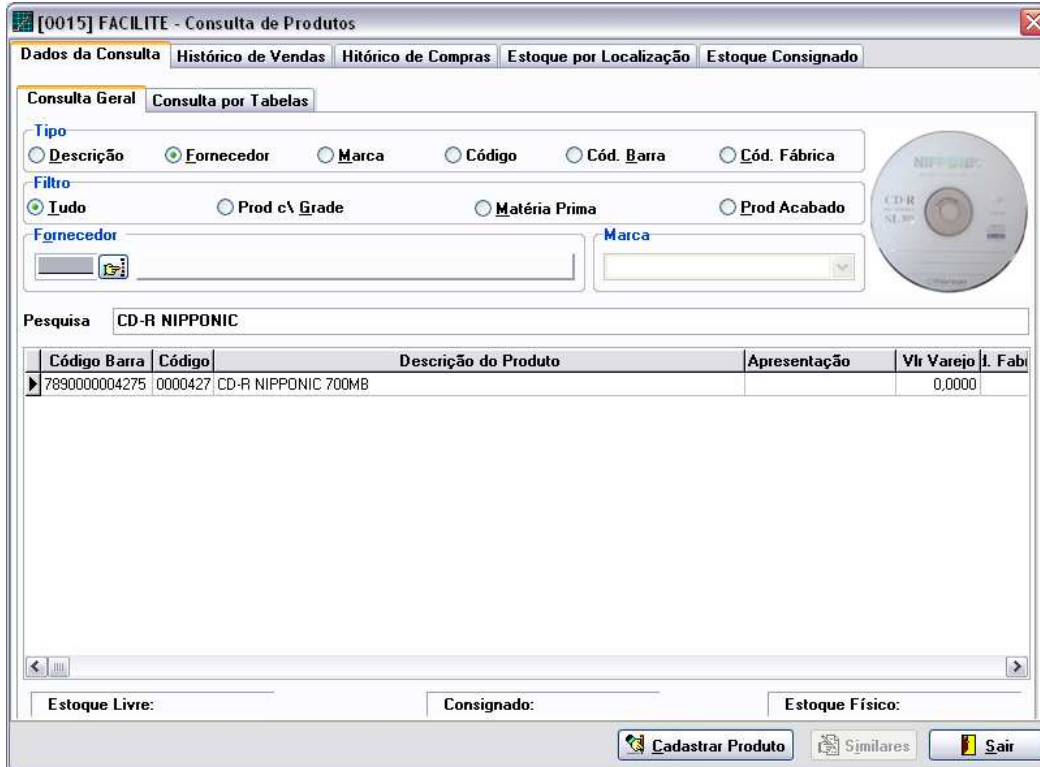 [0015] FACILITE - Consulta de Produtos
Dados da Consulta Histórico de Vendas Hitórico de Compras Estoque por Localização Estoque Consignado
Consulta Geral Consulta por Tabelas
Tipo
Descrição Fornecedor Marca Código Cód. Barra Cód. Fábrica
Filtro
Tudo Prod c\ Grade Matéria Prima Prod Acabado
Fornecedor Marca
NIPPONIC
CD-R
Pesquisa CD-R NIPPONIC
Código Barra Código Descrição do Produto Apresentação Vlr Varejo d. Fabr
7890000004275 0000427 CD-R NIPPONIC 700MB 0,0000
Estoque Livre: Consignado: Estoque Físico:
Cadastrar Produto Similares Sair